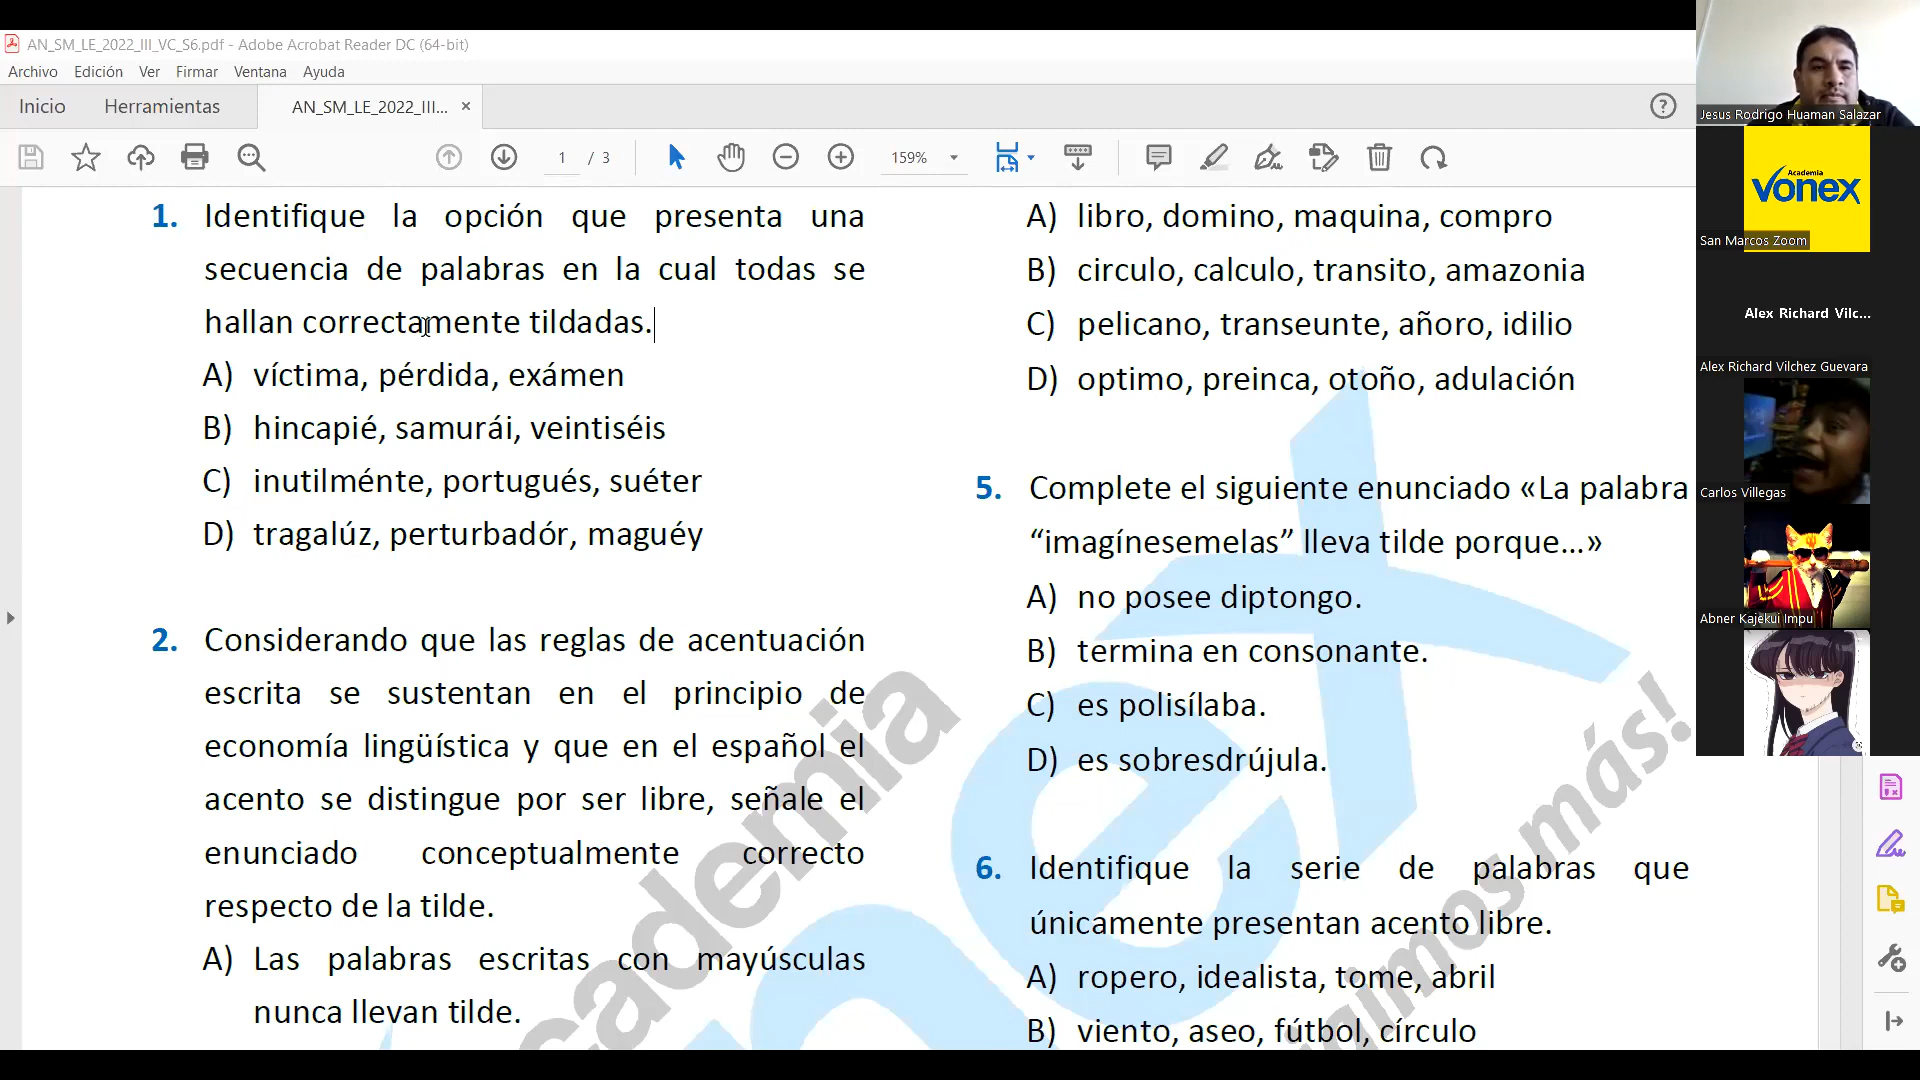 AN_SM_LE_2022_III_VC_S6.pdf - Adobe Acrobat Reader DC (64-bit)
Archivo Edición Ver Firmar Ventana Ayuda
Inicio Herramientas AN_SM_LE_2022_III... ×
1 / 3 159%
1. Identifique la opción que presenta una
secuencia de palabras en la cual todas se
hallan correctamente tildadas.
A) víctima, pérdida, exámen
B) hincapié, samurái, veintiséis
C) inutilménte, portugués, suéter
D) tragalúz, perturbadór, maguéy
2. Considerando que las reglas de acentuación
escrita se sustentan en el principio de
economía lingüística y que en el español el
acento se distingue por ser libre, señale el
enunciado conceptualmente correcto
respecto de la tilde.
A) Las palabras escritas con mayúsculas
nunca llevan tilde.
A) libro, domino, maquina, compro
B) circulo, calculo, transito, amazonia
C) pelicano, transeunte, añoro, idilio
D) optimo, preinca, otoño, adulación
5. Complete el siguiente enunciado «La palabra
“imagínesemelas” lleva tilde porque...»
A) no posee diptongo.
B) termina en consonante.
C) es polisílaba.
D) es sobresdrújula.
6. Identifique la serie de palabras que
únicamente presentan acento libre.
A) ropero, idealista, tome, abril
B) viento, aseo, fútbol, círculo
ademia
nex
igimos más!
Jesus Rodrigo Huaman Salazar
Academia
vonex
San Marcos Zoom
Alex Richard Vilc...
Alex Richard Vilchez Guevara
Carlos Villegas
Abner Kajekui Impu